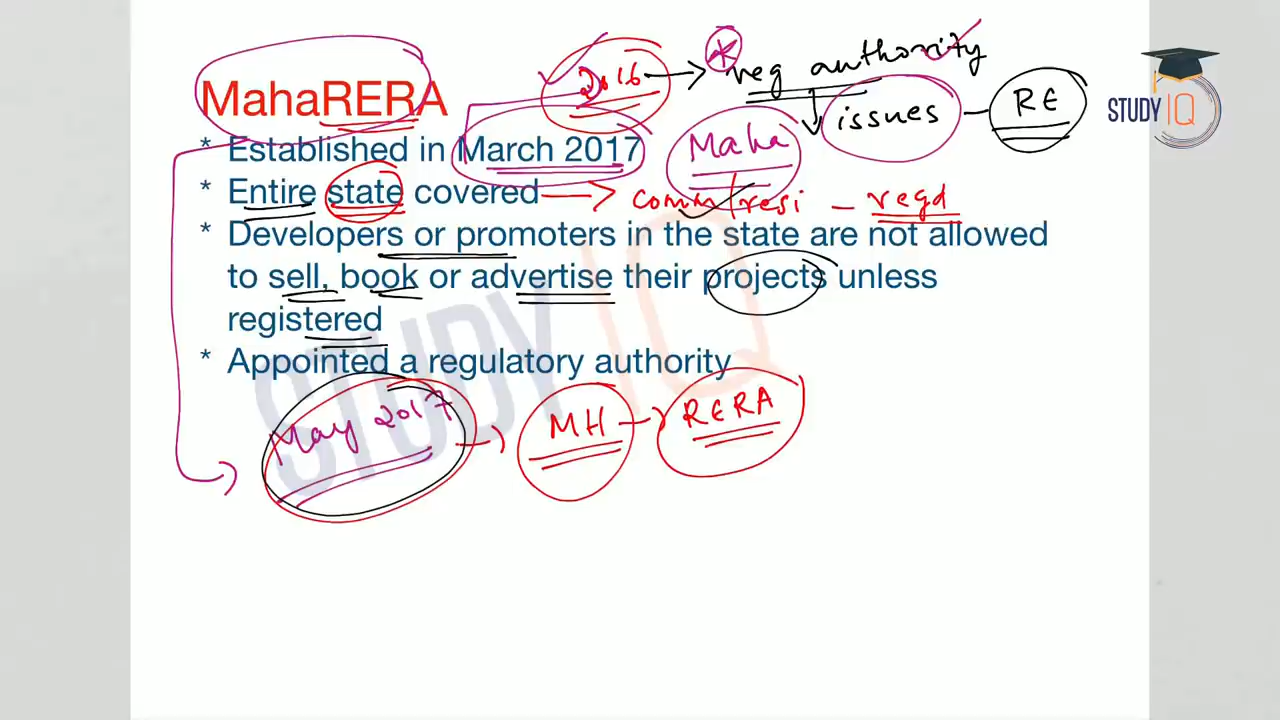 2016 → reg authority
MahaRERA
issues – RE
STUDY IQ
* Established in March 2017
Maha
* Entire state covered → comm/resi – regd
* Developers or promoters in the state are not allowed
to sell, book or advertise their projects unless
registered
* Appointed a regulatory authority
May 2017 → MH → RERA
STUDY IQ